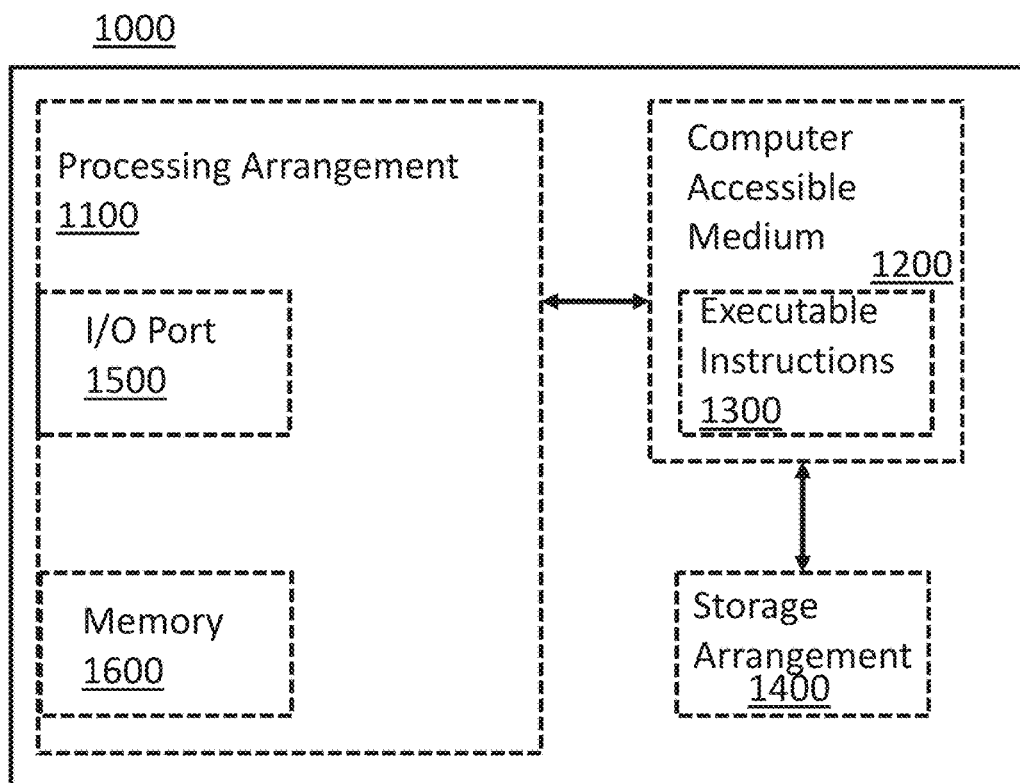 1000
Processing Arrangement
1100
I/O Port
1500
Memory
1600
Computer
Accessible
Medium
1200
Executable
Instructions
1300
Storage
Arrangement
1400